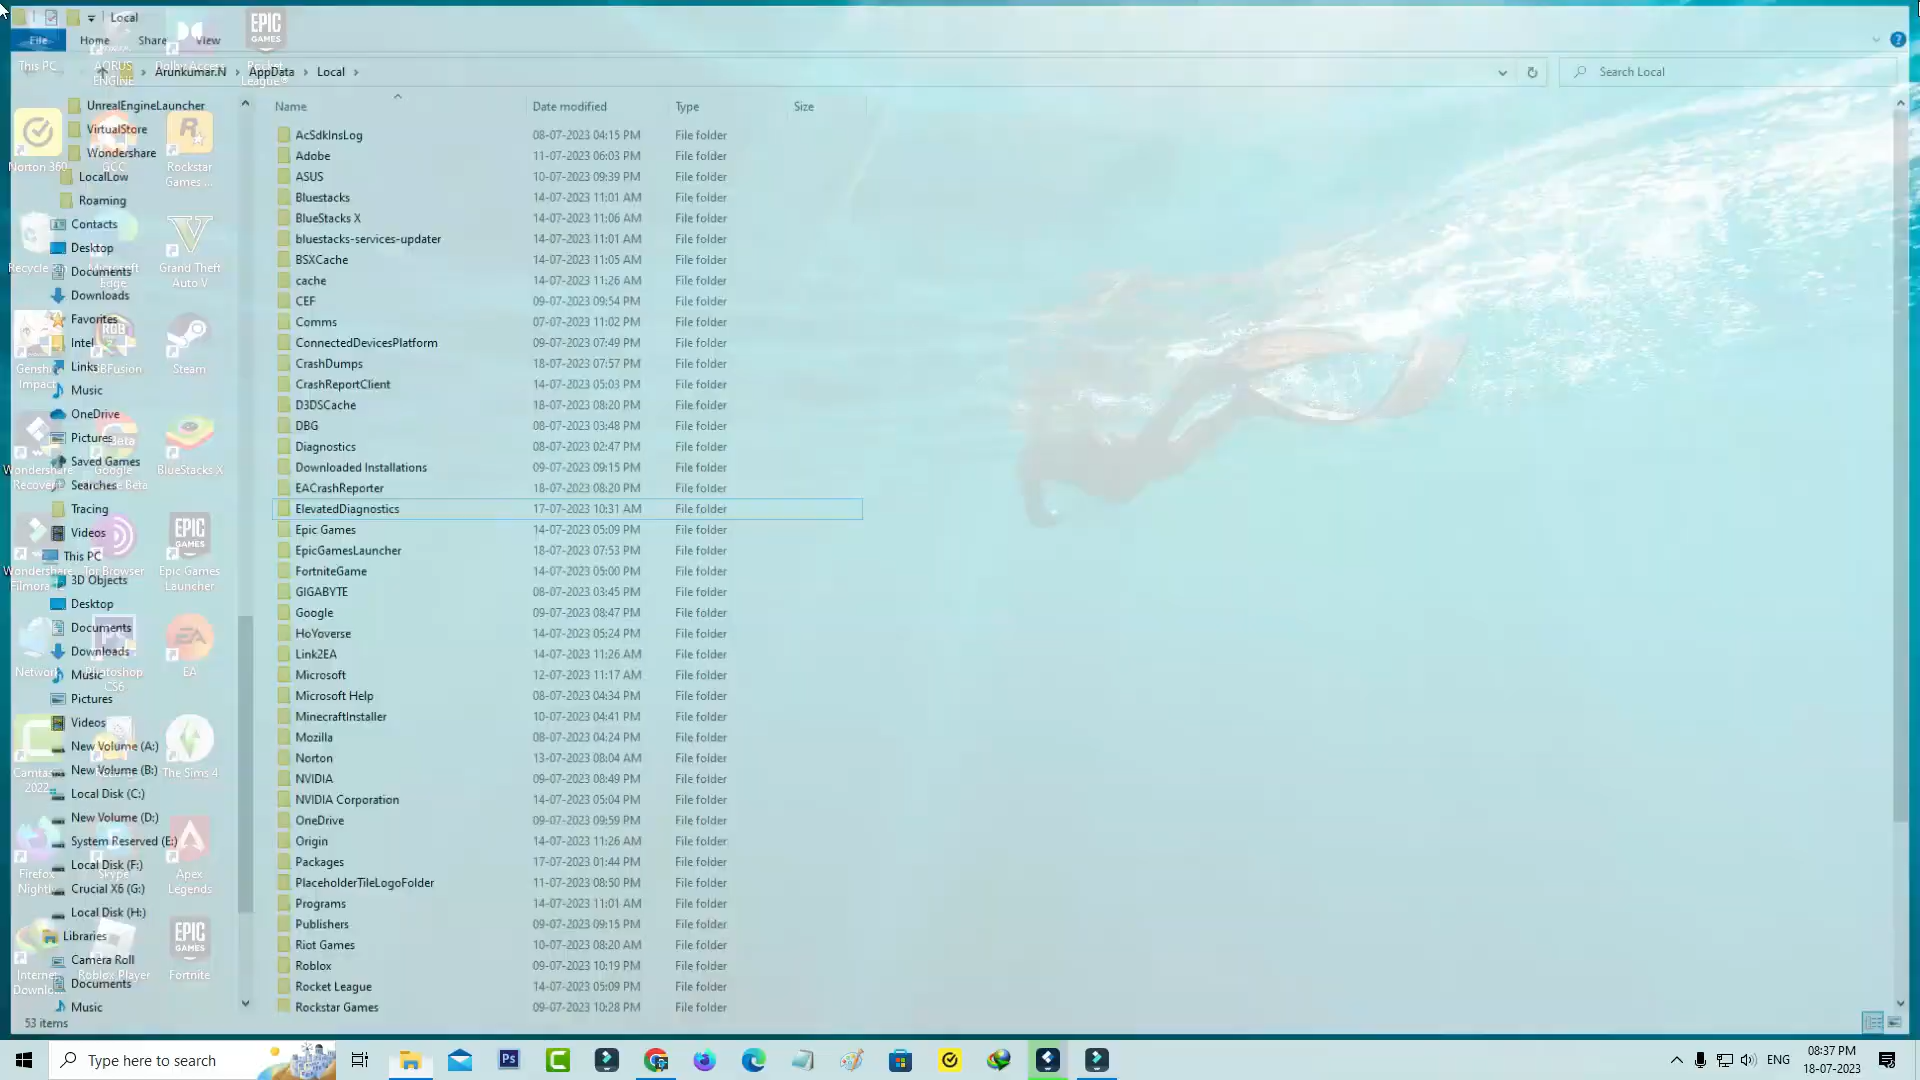 Local
File Home Share View
Arunkumar.N AppData Local
Search Local
Name Date modified Type Size
UnrealEngineLauncher
VirtualStore
Wondershare
LocalLow
Roaming
Contacts
Desktop
Documents
Downloads
Favorites
Intel
Links
Music
OneDrive
Pictures
Saved Games
Searches
Tracing
Videos
This PC
3D Objects
Desktop
Documents
Downloads
Music
Pictures
Videos
New Volume (A:)
New Volume (B:)
Local Disk (C:)
New Volume (D:)
System Reserved (E:)
Local Disk (F:)
Crucial X6 (G:)
Local Disk (H:)
Libraries
Camera Roll
Documents
Music
AcSdkInsLog 08-07-2023 04:15 PM File folder
Adobe 11-07-2023 06:03 PM File folder
ASUS 10-07-2023 09:39 PM File folder
Bluestacks 14-07-2023 11:01 AM File folder
BlueStacks X 14-07-2023 11:06 AM File folder
bluestacks-services-updater 14-07-2023 11:01 AM File folder
BSXCache 14-07-2023 11:05 AM File folder
cache 14-07-2023 11:26 AM File folder
CEF 09-07-2023 09:54 PM File folder
Comms 07-07-2023 11:02 PM File folder
ConnectedDevicesPlatform 09-07-2023 07:49 PM File folder
CrashDumps 18-07-2023 07:57 PM File folder
CrashReportClient 14-07-2023 05:03 PM File folder
D3DSCache 18-07-2023 08:20 PM File folder
DBG 08-07-2023 03:48 PM File folder
Diagnostics 08-07-2023 02:47 PM File folder
Downloaded Installations 09-07-2023 09:15 PM File folder
EACrashReporter 18-07-2023 08:20 PM File folder
ElevatedDiagnostics 17-07-2023 10:31 AM File folder
Epic Games 14-07-2023 05:09 PM File folder
EpicGamesLauncher 18-07-2023 07:53 PM File folder
FortniteGame 14-07-2023 05:00 PM File folder
GIGABYTE 08-07-2023 03:45 PM File folder
Google 09-07-2023 08:47 PM File folder
HoYoverse 14-07-2023 05:24 PM File folder
Link2EA 14-07-2023 11:26 AM File folder
Microsoft 12-07-2023 11:17 AM File folder
Microsoft Help 08-07-2023 04:34 PM File folder
MinecraftInstaller 10-07-2023 04:41 PM File folder
Mozilla 08-07-2023 04:24 PM File folder
Norton 13-07-2023 08:04 AM File folder
NVIDIA 09-07-2023 08:49 PM File folder
NVIDIA Corporation 14-07-2023 05:04 PM File folder
OneDrive 09-07-2023 09:59 PM File folder
Origin 14-07-2023 11:26 AM File folder
Packages 17-07-2023 01:44 PM File folder
PlaceholderTileLogoFolder 11-07-2023 08:50 PM File folder
Programs 14-07-2023 11:01 AM File folder
Publishers 09-07-2023 09:15 PM File folder
Riot Games 10-07-2023 08:20 AM File folder
Roblox 09-07-2023 10:19 PM File folder
Rocket League 14-07-2023 05:09 PM File folder
Rockstar Games 09-07-2023 10:28 PM File folder
53 items
This PC
AORUS
ENGINE
Dolby Access
EPIC
GAMES
Rocket
League®
Norton 360
GCC
Rockstar
Games ...
Grand Theft
Auto V
Steam
BlueStacks X
Tor Browser
Epic Games
Launcher
Photoshop
CS6
EA
The Sims 4
Firefox
Skype
Apex
Legends
Roblox Player
EPIC
GAMES
Fortnite
Type here to search
Ps
ENG
08:37 PM
18-07-2023